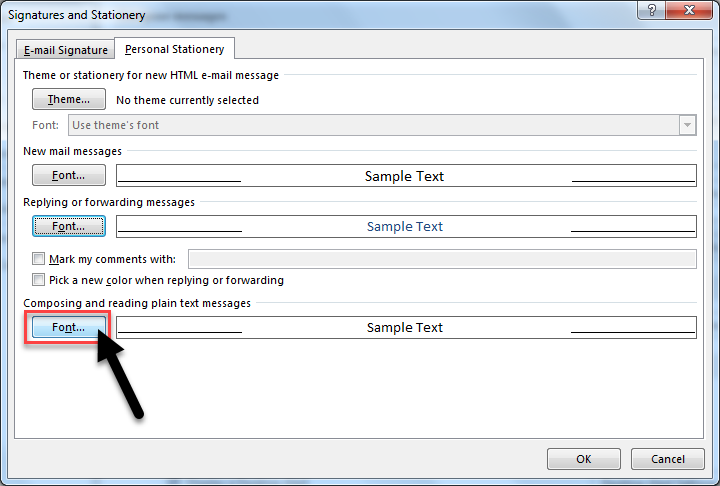 Signatures and Stationery
E-mail Signature
Personal Stationery
Theme or stationery for new HTML e-mail message
Theme...
No theme currently selected
Font:
Use theme's font
New mail messages
Font...
Sample Text
Replying or forwarding messages
Font...
Sample Text
Mark my comments with:
Pick a new color when replying or forwarding
Composing and reading plain text messages
Font...
Sample Text
OK
Cancel